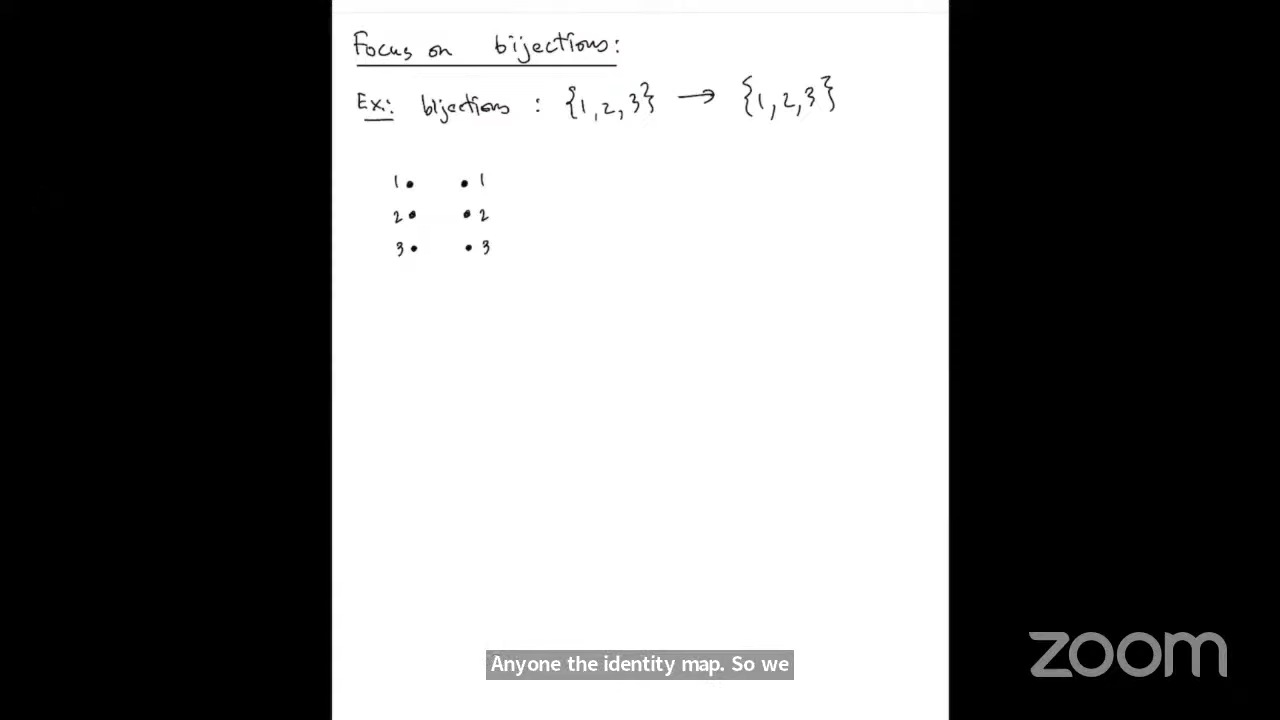 Focus on bijections:
Ex: bijections : {1, 2, 3} → {1, 2, 3}
1 • • 1
2 • • 2
3 • • 3
Anyone the identity map. So we
zoom